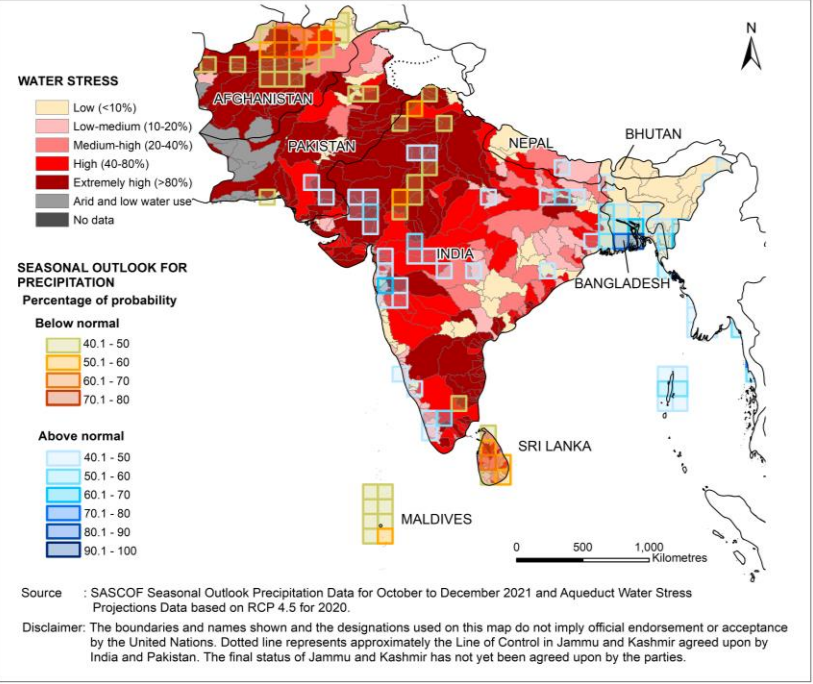 N
WATER STRESS
Low (<10%)
Low-medium (10-20%)
Medium-high (20-40%)
High (40-80%)
Extremely high (>80%)
Arid and low water use
No data
AFGHANISTAN
PAKISTAN
NEPAL
BHUTAN
INDIA
BANGLADESH
SRI LANKA
MALDIVES
SEASONAL OUTLOOK FOR
PRECIPITATION
Percentage of probability
Below normal
40.1 - 50
50.1 - 60
60.1 - 70
70.1 - 80
Above normal
40.1 - 50
50.1 - 60
60.1 - 70
70.1 - 80
80.1 - 90
90.1 - 100
0 500 1,000
Kilometres
Source : SASCOF Seasonal Outlook Precipitation Data for October to December 2021 and Aqueduct Water Stress
Projections Data based on RCP 4.5 for 2020.
Disclaimer: The boundaries and names shown and the designations used on this map do not imply official endorsement or acceptance
by the United Nations. Dotted line represents approximately the Line of Control in Jammu and Kashmir agreed upon by
India and Pakistan. The final status of Jammu and Kashmir has not yet been agreed upon by the parties.